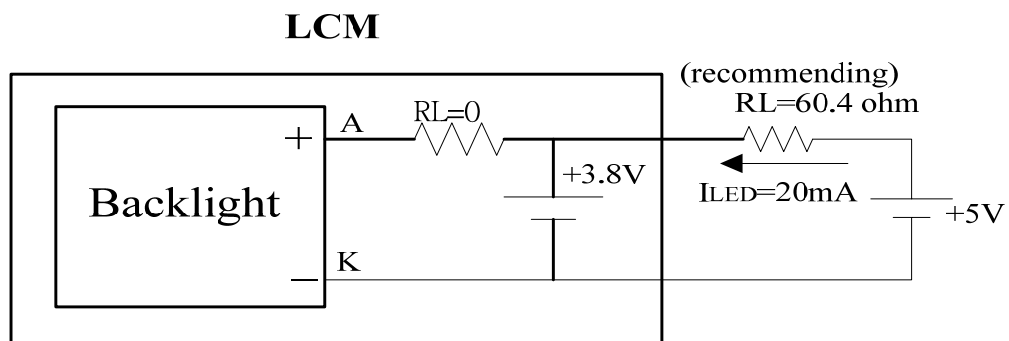 LCM
(recommending)
RL=60.4 ohm
RL=0
A
+
+3.8V
ILED=20mA
Backlight
+5V
K
−